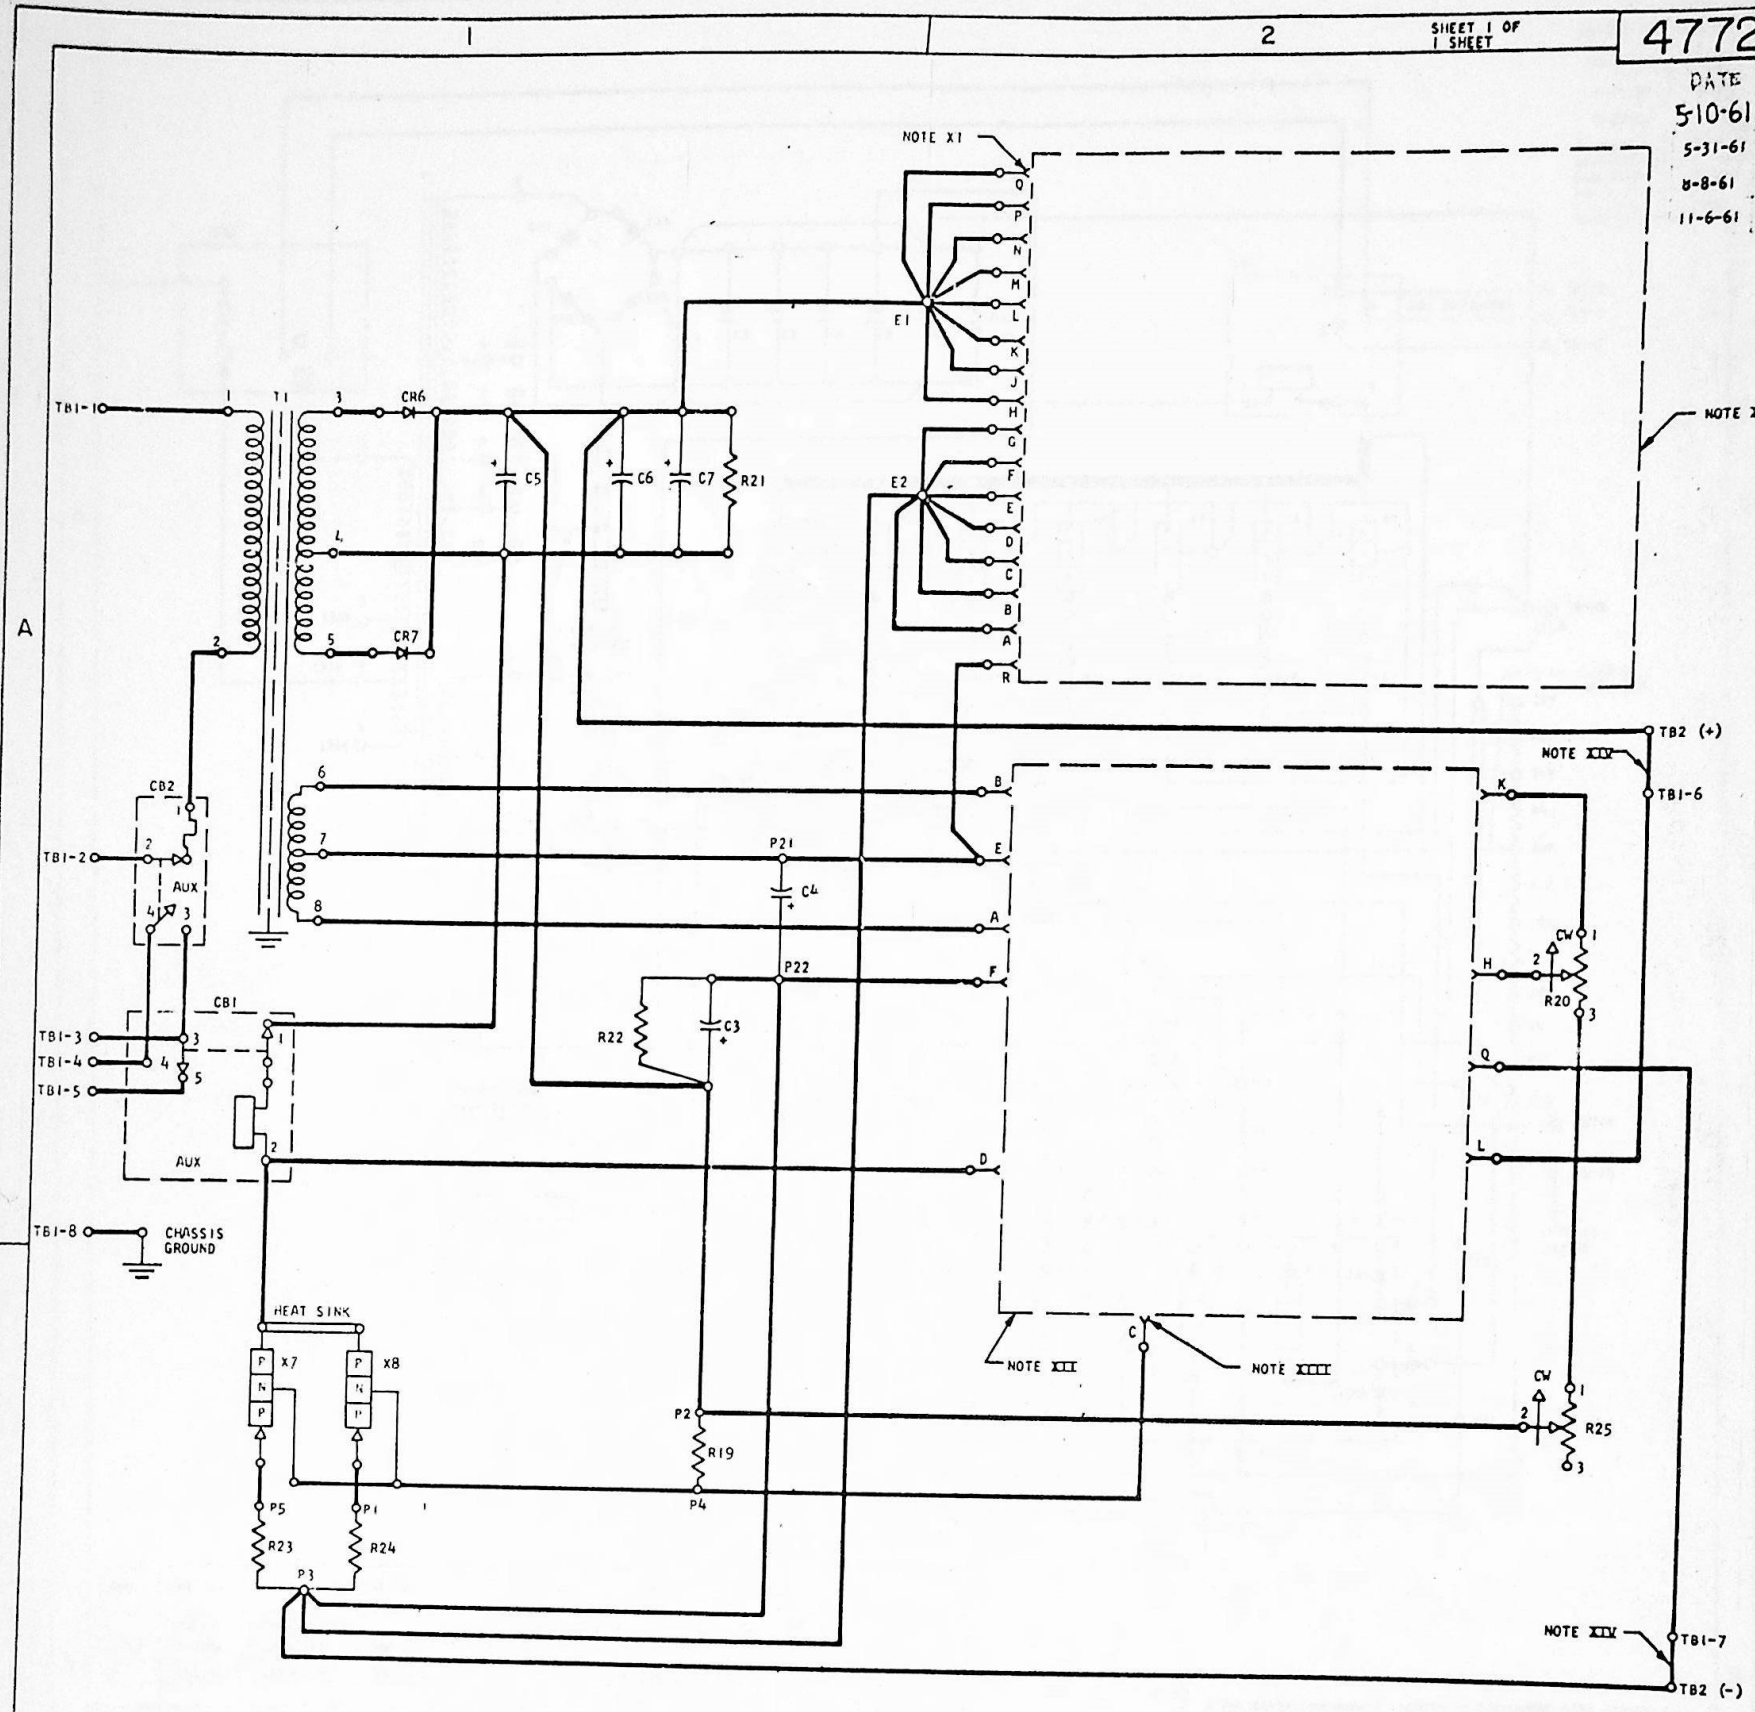 1
2
SHEET 1 OF
1 SHEET
4772
DATE
5-10-61
5-31-61
8-8-61
11-6-61
NOTE XI
Q
P
N
M
L
K
J
H
E1
G
F
E
D
C
B
A
R
E2
NOTE
TB1-1
1
T1
3
CR6
C5
+
C6
+
C7
+
R21
4
A
2
5
CR7
TB2 (+)
NOTE XIV
TB1-6
CB2
1
6
B
K
TB1-2
2
7
P21
E
AUX
C4
+
4
3
8
A
CW
1
P22
F
H
2
R20
3
CB1
TB1-3
3
1
R22
C3
+
TB1-4
4
Q
TB1-5
5
2
AUX
D
L
TB1-8
CHASSIS
GROUND
HEAT SINK
P
X7
P
X8
N
N
P
P
C
NOTE XII
NOTE XIII
CW
1
P2
2
R25
R19
3
P4
P5
P1
R23
R24
P3
NOTE XIV
TB1-7
TB2 (-)